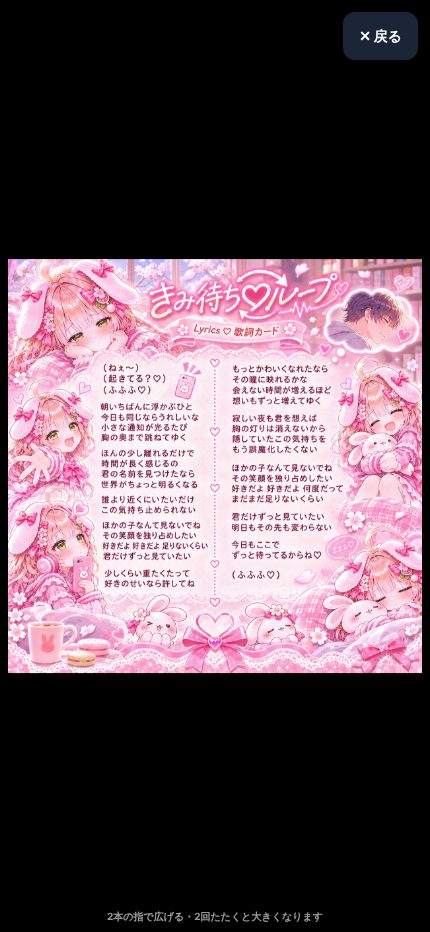 ✕ 戻る
きみ待ち♡ループ
Lyrics ♡ 歌詞カード
（ねぇ〜）
（起きてる？♡）
（ふふふ♡）
朝いちばんに浮かぶひと
今日も同じならうれしいな
小さな通知が光るたび
胸の奥まで跳ねてゆく
ほんの少し離れるだけで
時間が長く感じるの
君の名前を見つけたなら
世界がちょっと明るくなる
誰より近くにいたいだけ
この気持ち止められない
ほかの子なんて見ないでね
その笑顔を独り占めしたい
好きだよ 好きだよ 足りないくらい
君だけずっと見ていたい
少しくらい重たくたって
好きのせいなら許してね
もっとかわいくなれたなら
その瞳に映れるかな
会えない時間が増えるほど
想いもずっと増えてゆく
寂しい夜も君を想えば
胸の灯りは消えないから
隠していたこの気持ちを
もう誤魔化したくない
ほかの子なんて見ないでね
その笑顔を独り占めしたい
好きだよ 好きだよ 何度だって
まだまだ足りないくらい
君だけずっと見ていたい
明日もその先も変わらない
今日もここで
ずっと待ってるからね♡
（ふふふ♡）
zzz
2本の指で広げる・2回たたくと大きくなります